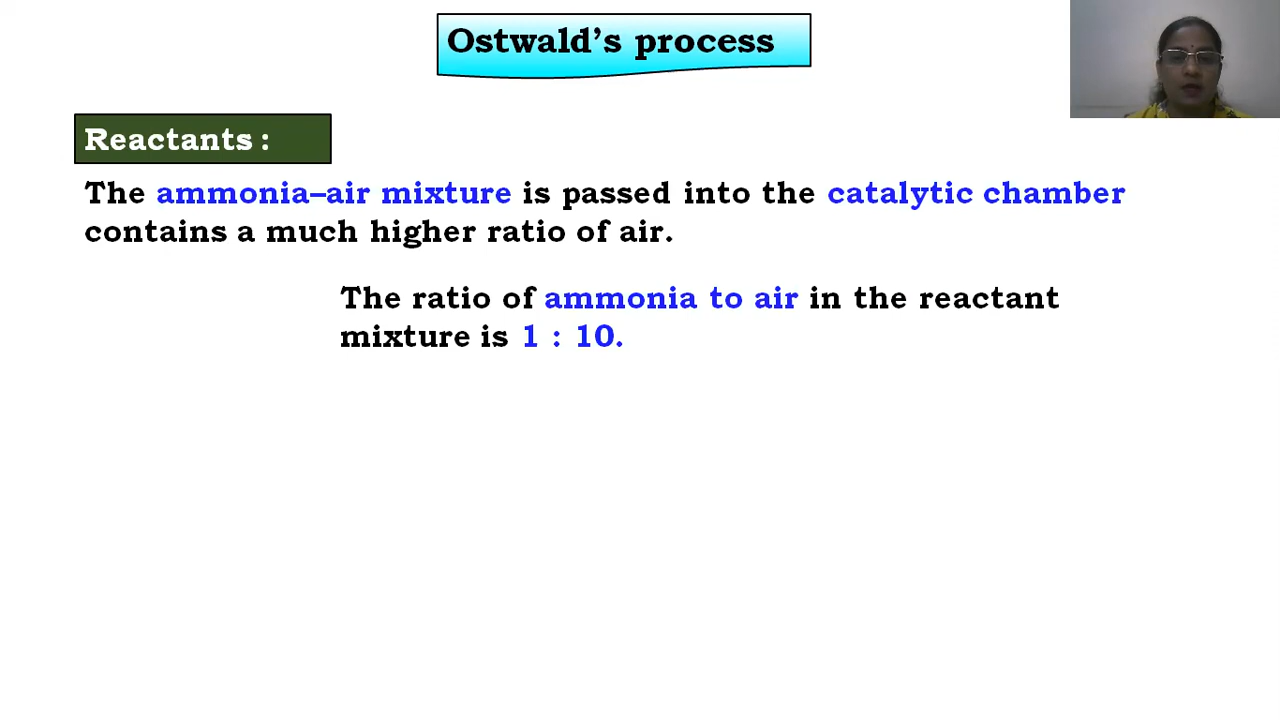 Ostwald’s process
Reactants :
The ammonia–air mixture is passed into the catalytic chamber
contains a much higher ratio of air.
The ratio of ammonia to air in the reactant
mixture is 1 : 10.